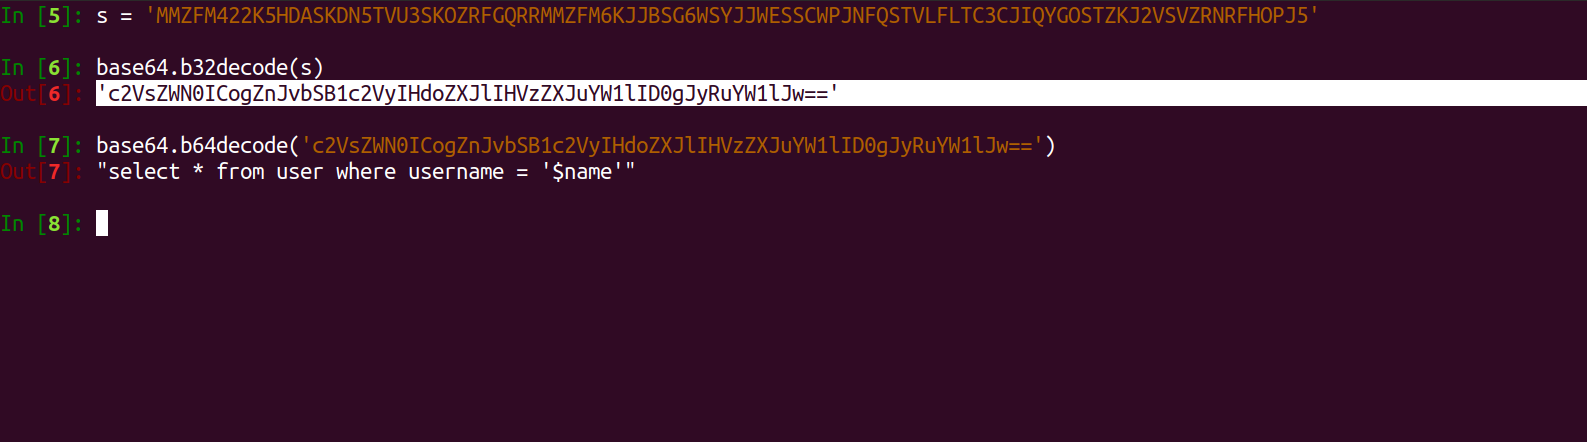 In [5]: s = 'MMZFM422K5HDASKDN5TVU3SKOZRFGQRRMMZFM6KJJBSG6WSYJJWESSCWPJNFQSTVLFLTC3CJIQYGOSTZKJ2VSVZRNRFHOPJ5'
In [6]: base64.b32decode(s)
Out[6]: 'c2VsZWN0ICogZnJvbSB1c2VyIHdoZXJlIHVzZXJuYW1lID0gJyRuYW1lJw=='
In [7]: base64.b64decode('c2VsZWN0ICogZnJvbSB1c2VyIHdoZXJlIHVzZXJuYW1lID0gJyRuYW1lJw==')
Out[7]: "select * from user where username = '$name'"
In [8]: